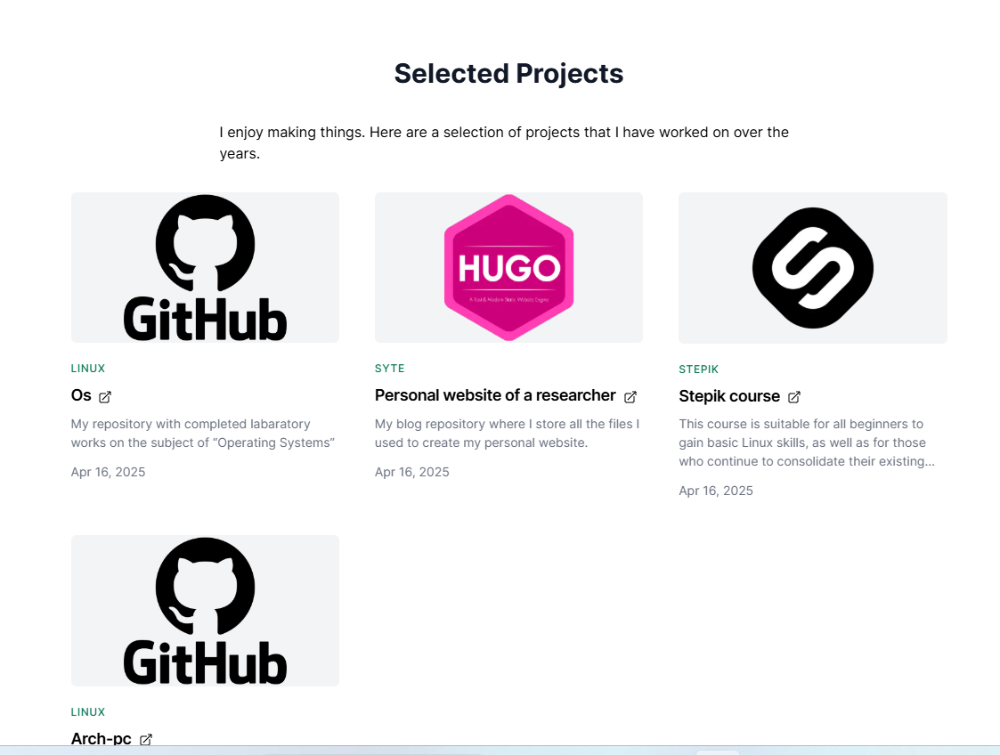 Selected Projects
I enjoy making things. Here are a selection of projects that I have worked on over the
years.
GitHub
HUGO
A Fast & Modern Static Website Engine
LINUX
Os
My repository with completed labaratory
works on the subject of “Operating Systems”
Apr 16, 2025
SYTE
Personal website of a researcher
My blog repository where I store all the files I
used to create my personal website.
Apr 16, 2025
STEPIK
Stepik course
This course is suitable for all beginners to
gain basic Linux skills, as well as for those
who continue to consolidate their existing...
Apr 16, 2025
GitHub
LINUX
Arch-pc